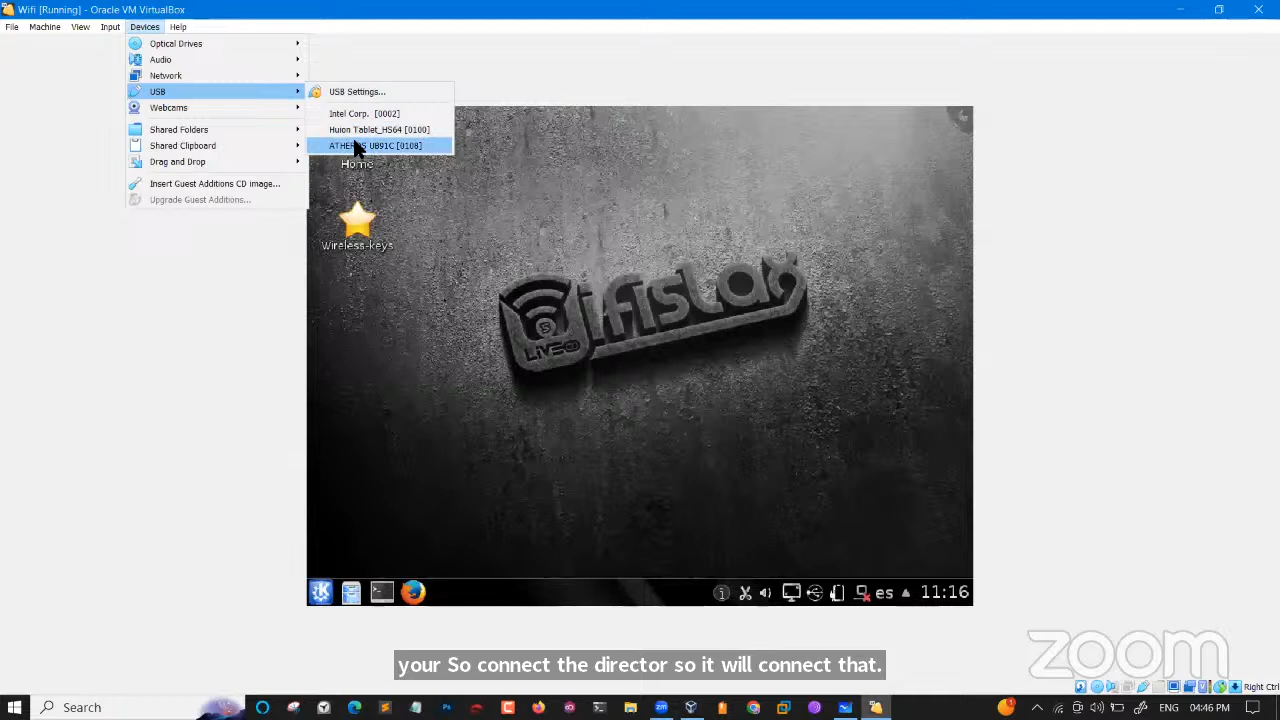 Wifi [Running] - Oracle VM VirtualBox
File Machine View Input Devices Help
Optical Drives
Audio
Network
USB
Webcams
Shared Folders
Shared Clipboard
Drag and Drop
Insert Guest Additions CD image...
Upgrade Guest Additions...
USB Settings...
Intel Corp. [0002]
Huion Tablet_HS64 [0100]
UB91C [0108]
Home
Wireless-keys
WifisLax
LIVE
es 11:16
your So connect the director so it will connect that.
zoom
Right Ctrl
Search
ENG 04:46 PM